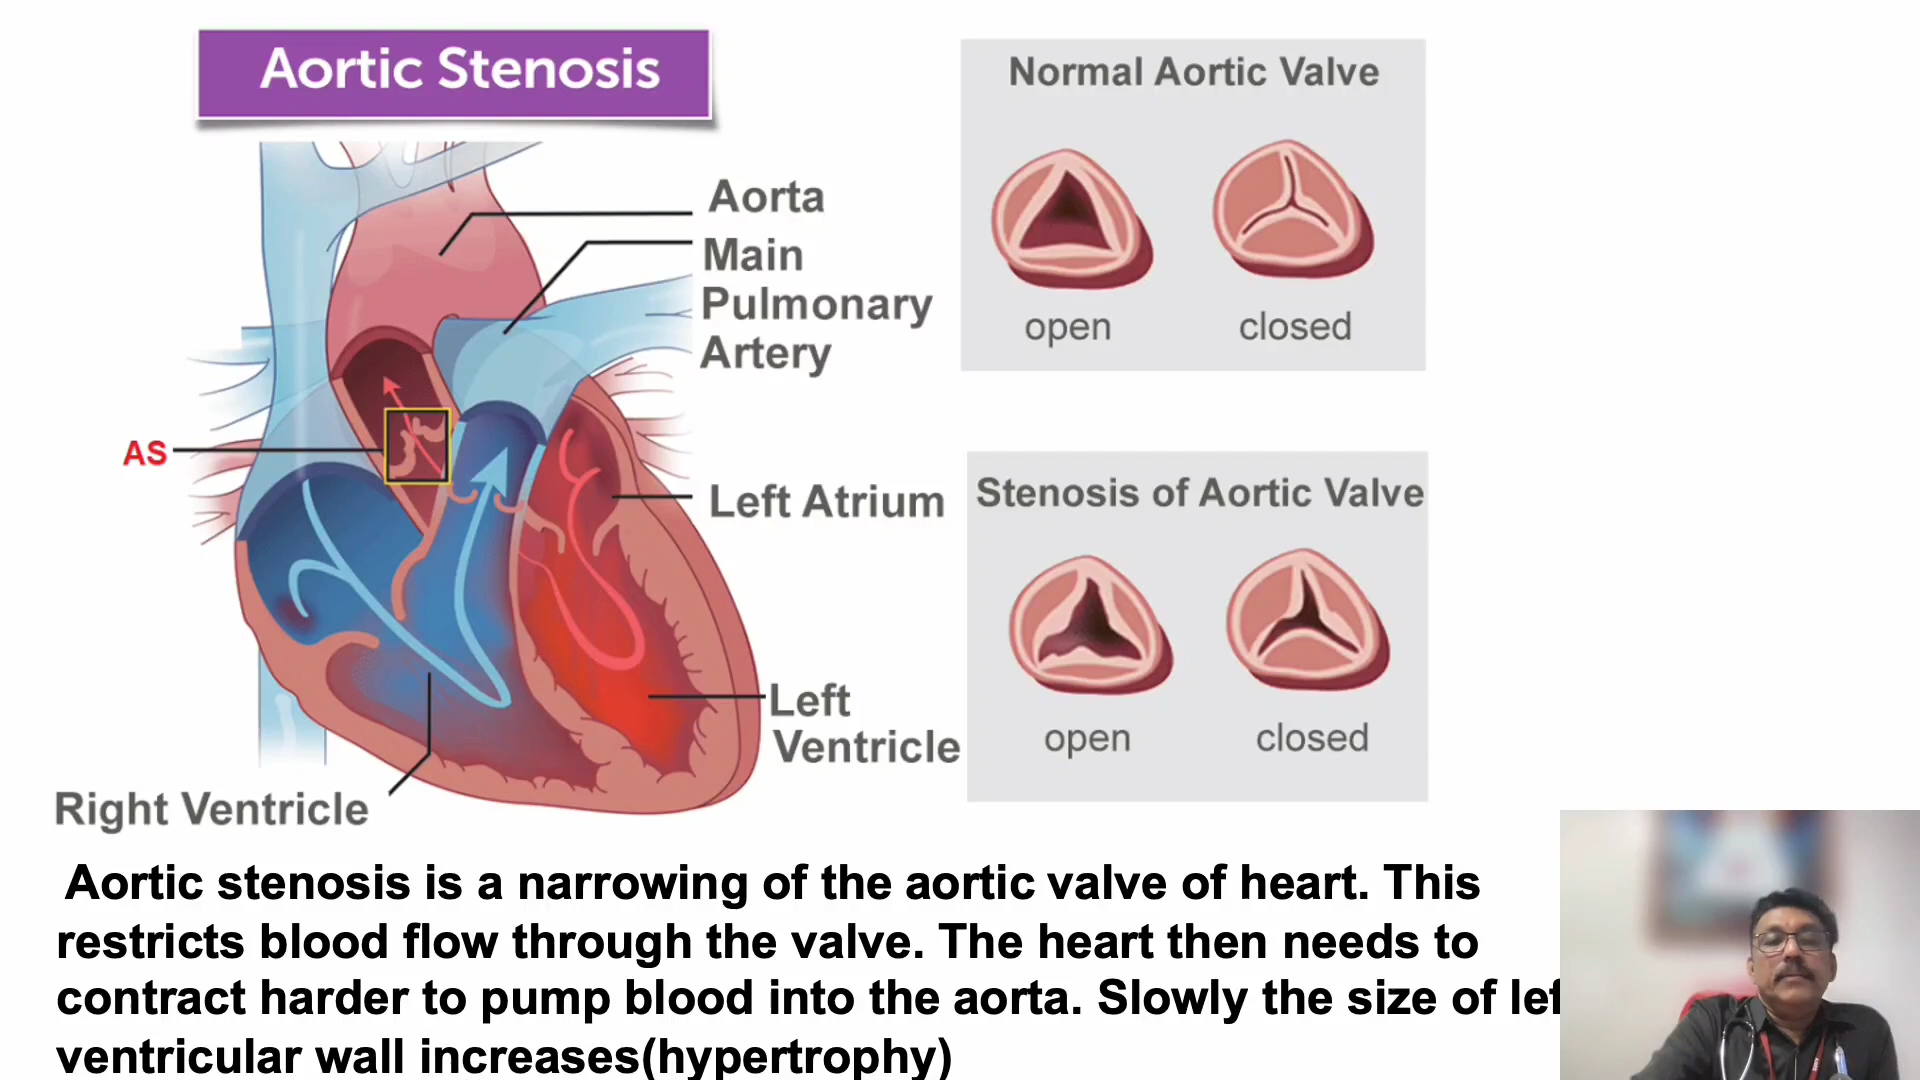 Aortic Stenosis
Aorta
Main
Pulmonary
Artery
AS
Left Atrium
Left
Ventricle
Right Ventricle
Normal Aortic Valve
open closed
Stenosis of Aortic Valve
open closed
Aortic stenosis is a narrowing of the aortic valve of heart. This
restricts blood flow through the valve. The heart then needs to
contract harder to pump blood into the aorta. Slowly the size of
ventricular wall increases(hypertrophy)